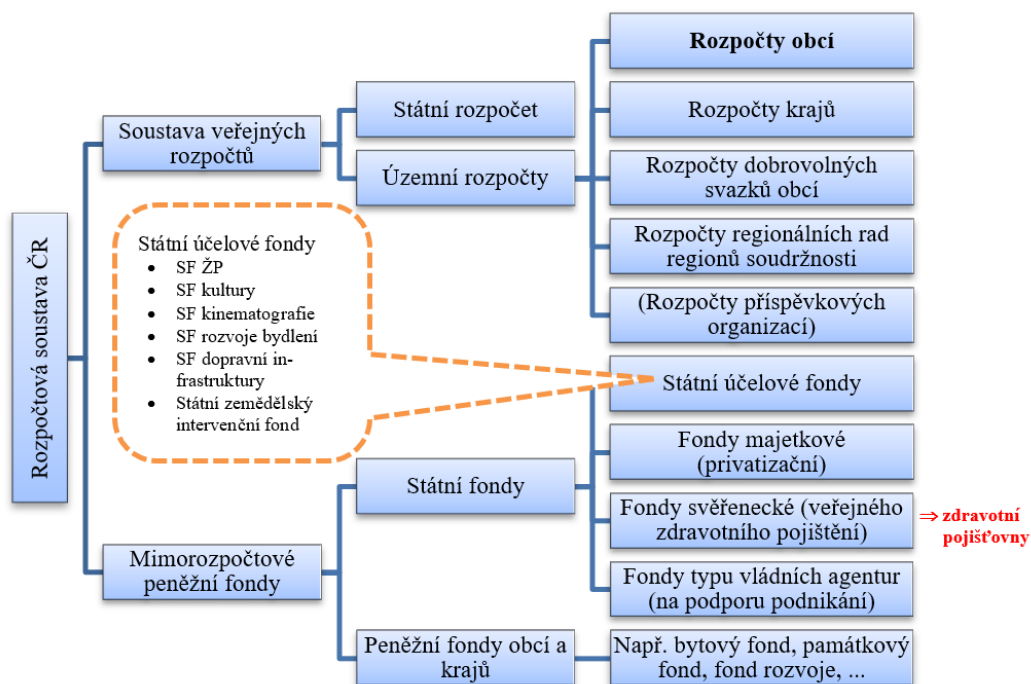 Rozpočtová soustava ČR
Soustava veřejných
rozpočtů
Státní rozpočet
Územní rozpočty
Rozpočty obcí
Rozpočty krajů
Rozpočty dobrovolných
svazků obcí
Rozpočty regionálních rad
regionů soudržnosti
(Rozpočty příspěvkových
organizací)
Státní účelové fondy
• SF ŽP
• SF kultury
• SF kinematografie
• SF rozvoje bydlení
• SF dopravní in-
frastruktury
• Státní zemědělský
intervenční fond
Mimorozpočtové
peněžní fondy
Státní fondy
Státní účelové fondy
Fondy majetkové
(privatizační)
Fondy svěřenecké (veřejného
zdravotního pojištění)
⇒ zdravotní
pojišťovny
Fondy typu vládních agentur
(na podporu podnikání)
Peněžní fondy obcí a
krajů
Např. bytový fond, památkový
fond, fond rozvoje, ...